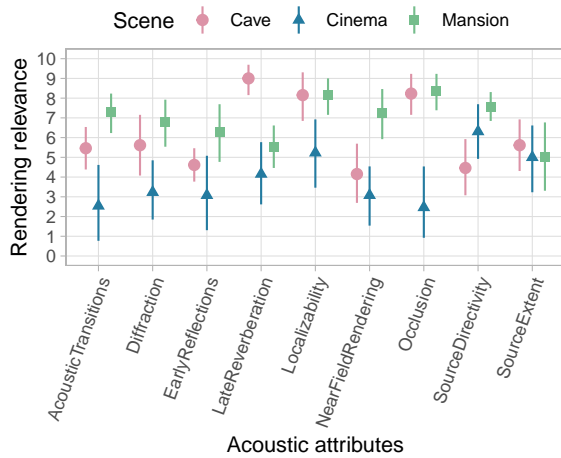 Scene Cave Cinema Mansion
Rendering relevance
10
9
8
7
6
5
4
3
2
1
0
AcousticTransitions
Diffraction
EarlyReflections
LateReverberation
Localizability
NearFieldRendering
Occlusion
SourceDirectivity
SourceExtent
Acoustic attributes